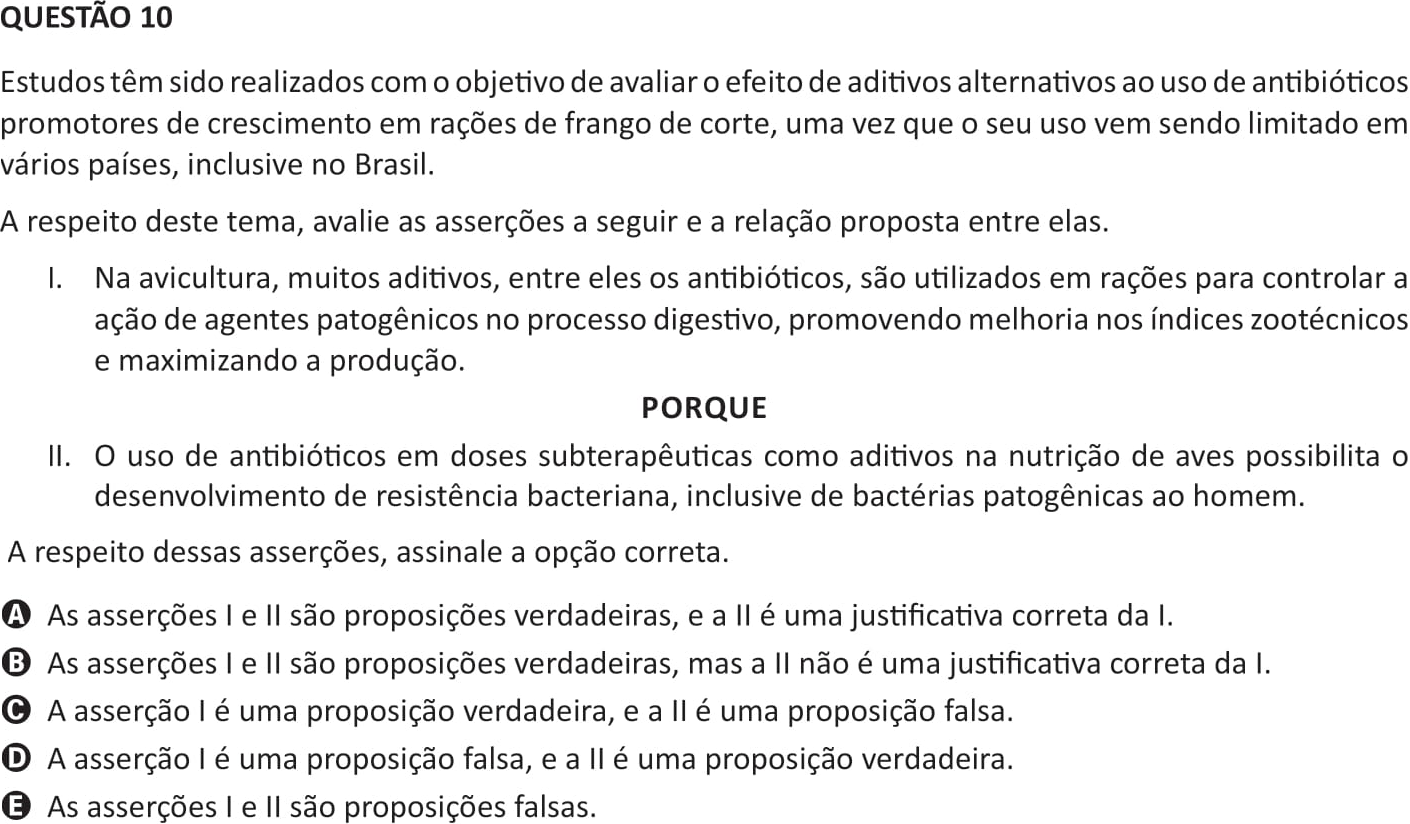 QUESTÃO 10
Estudos têm sido realizados com o objetivo de avaliar o efeito de aditivos alternativos ao uso de antibióticos
promotores de crescimento em rações de frango de corte, uma vez que o seu uso vem sendo limitado em
vários países, inclusive no Brasil.
A respeito deste tema, avalie as asserções a seguir e a relação proposta entre elas.
I. Na avicultura, muitos aditivos, entre eles os antibióticos, são utilizados em rações para controlar a
ação de agentes patogênicos no processo digestivo, promovendo melhoria nos índices zootécnicos
e maximizando a produção.
PORQUE
II. O uso de antibióticos em doses subterapêuticas como aditivos na nutrição de aves possibilita o
desenvolvimento de resistência bacteriana, inclusive de bactérias patogênicas ao homem.
A respeito dessas asserções, assinale a opção correta.
A As asserções I e II são proposições verdadeiras, e a II é uma justificativa correta da I.
B As asserções I e II são proposições verdadeiras, mas a II não é uma justificativa correta da I.
C A asserção I é uma proposição verdadeira, e a II é uma proposição falsa.
D A asserção I é uma proposição falsa, e a II é uma proposição verdadeira.
E As asserções I e II são proposições falsas.